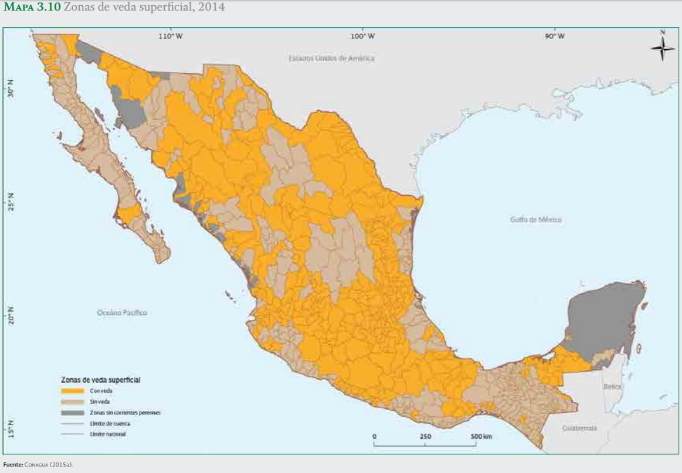 MAPA 3.10 Zonas de veda superficial, 2014
110°W
100°W
90°W
N
Estados Unidos de América
30°N
25°N
Golfo de México
20°N
Océano Pacífico
Zonas de veda superficial
Con veda
Sin veda
Zonas sin corrientes perennes
Límite de cuenca
Límite nacional
Belice
15°N
0 250 500 km
Guatemala
Fuente: CONAGUA (2015a).